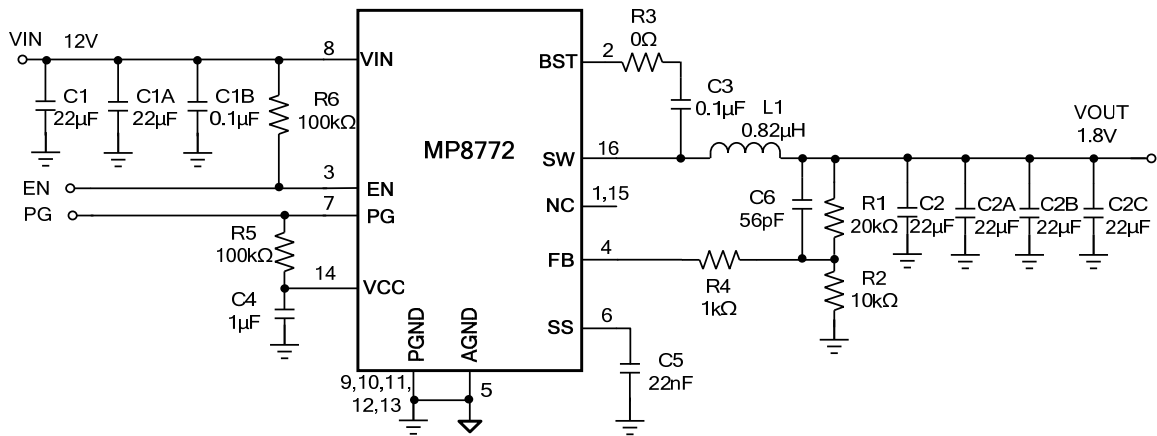 VIN 12V
8
VIN
C1
22µF
C1A
22µF
C1B
0.1µF
R6
100kΩ
EN
3
EN
PG
7
PG
R5
100kΩ
14
VCC
C4
1µF
MP8772
PGND
AGND
9,10,11,
12,13
5
BST
2
R3
0Ω
C3
0.1µF
L1
0.82µH
SW
16
NC
1,15
FB
4
SS
6
C6
56pF
R1
20kΩ
R4
1kΩ
R2
10kΩ
C5
22nF
C2
22µF
C2A
22µF
C2B
22µF
C2C
22µF
VOUT
1.8V